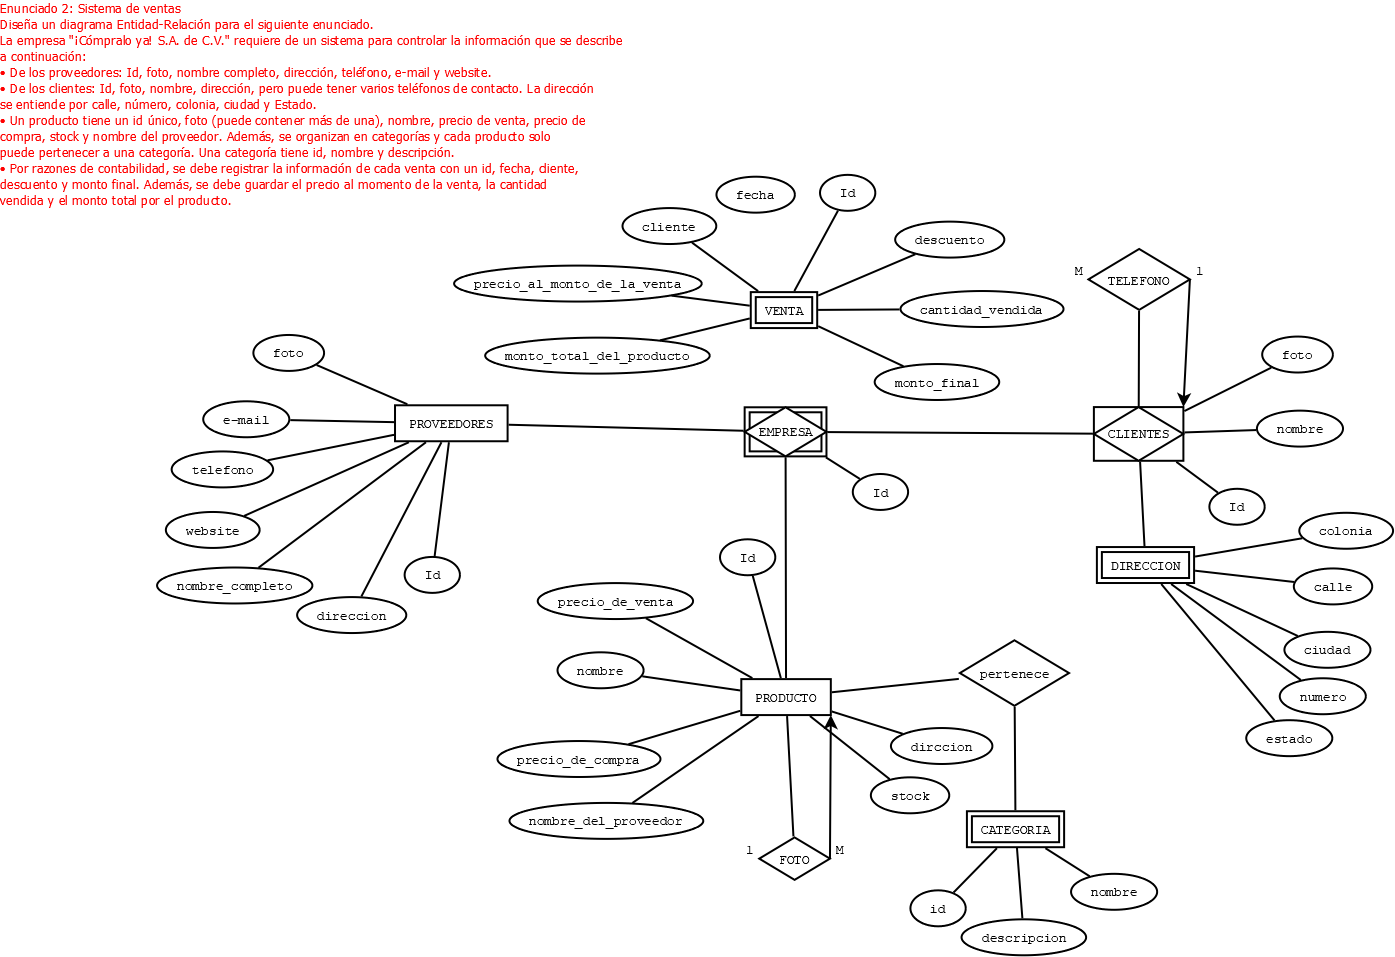 Enunciado 2: Sistema de ventas
Diseña un diagrama Entidad-Relación para el siguiente enunciado.
La empresa "¡Cómpralo ya! S.A. de C.V." requiere de un sistema para controlar la información que se describe
a continuación:
• De los proveedores: Id, foto, nombre completo, dirección, teléfono, e-mail y website.
• De los clientes: Id, foto, nombre, dirección, pero puede tener varios teléfonos de contacto. La dirección
se entiende por calle, número, colonia, ciudad y Estado.
• Un producto tiene un id único, foto (puede contener más de una), nombre, precio de venta, precio de
compra, stock y nombre del proveedor. Además, se organizan en categorías y cada producto solo
puede pertenecer a una categoría. Una categoría tiene id, nombre y descripción.
• Por razones de contabilidad, se debe registrar la información de cada venta con un id, fecha, cliente,
descuento y monto final. Además, se debe guardar el precio al momento de la venta, la cantidad
vendida y el monto total por el producto.
fecha
Id
cliente
descuento
precio_al_monto_de_la_venta
VENTA
cantidad_vendida
monto_total_del_producto
monto_final
M
1
TELEFONO
foto
foto
e-mail
PROVEEDORES
EMPRESA
CLIENTES
nombre
telefono
Id
Id
website
colonia
nombre_completo
Id
direccion
Id
DIRECCION
calle
precio_de_venta
ciudad
nombre
pertenece
numero
PRODUCTO
estado
precio_de_compra
dirccion
stock
nombre_del_proveedor
CATEGORIA
1
FOTO
M
id
nombre
descripcion